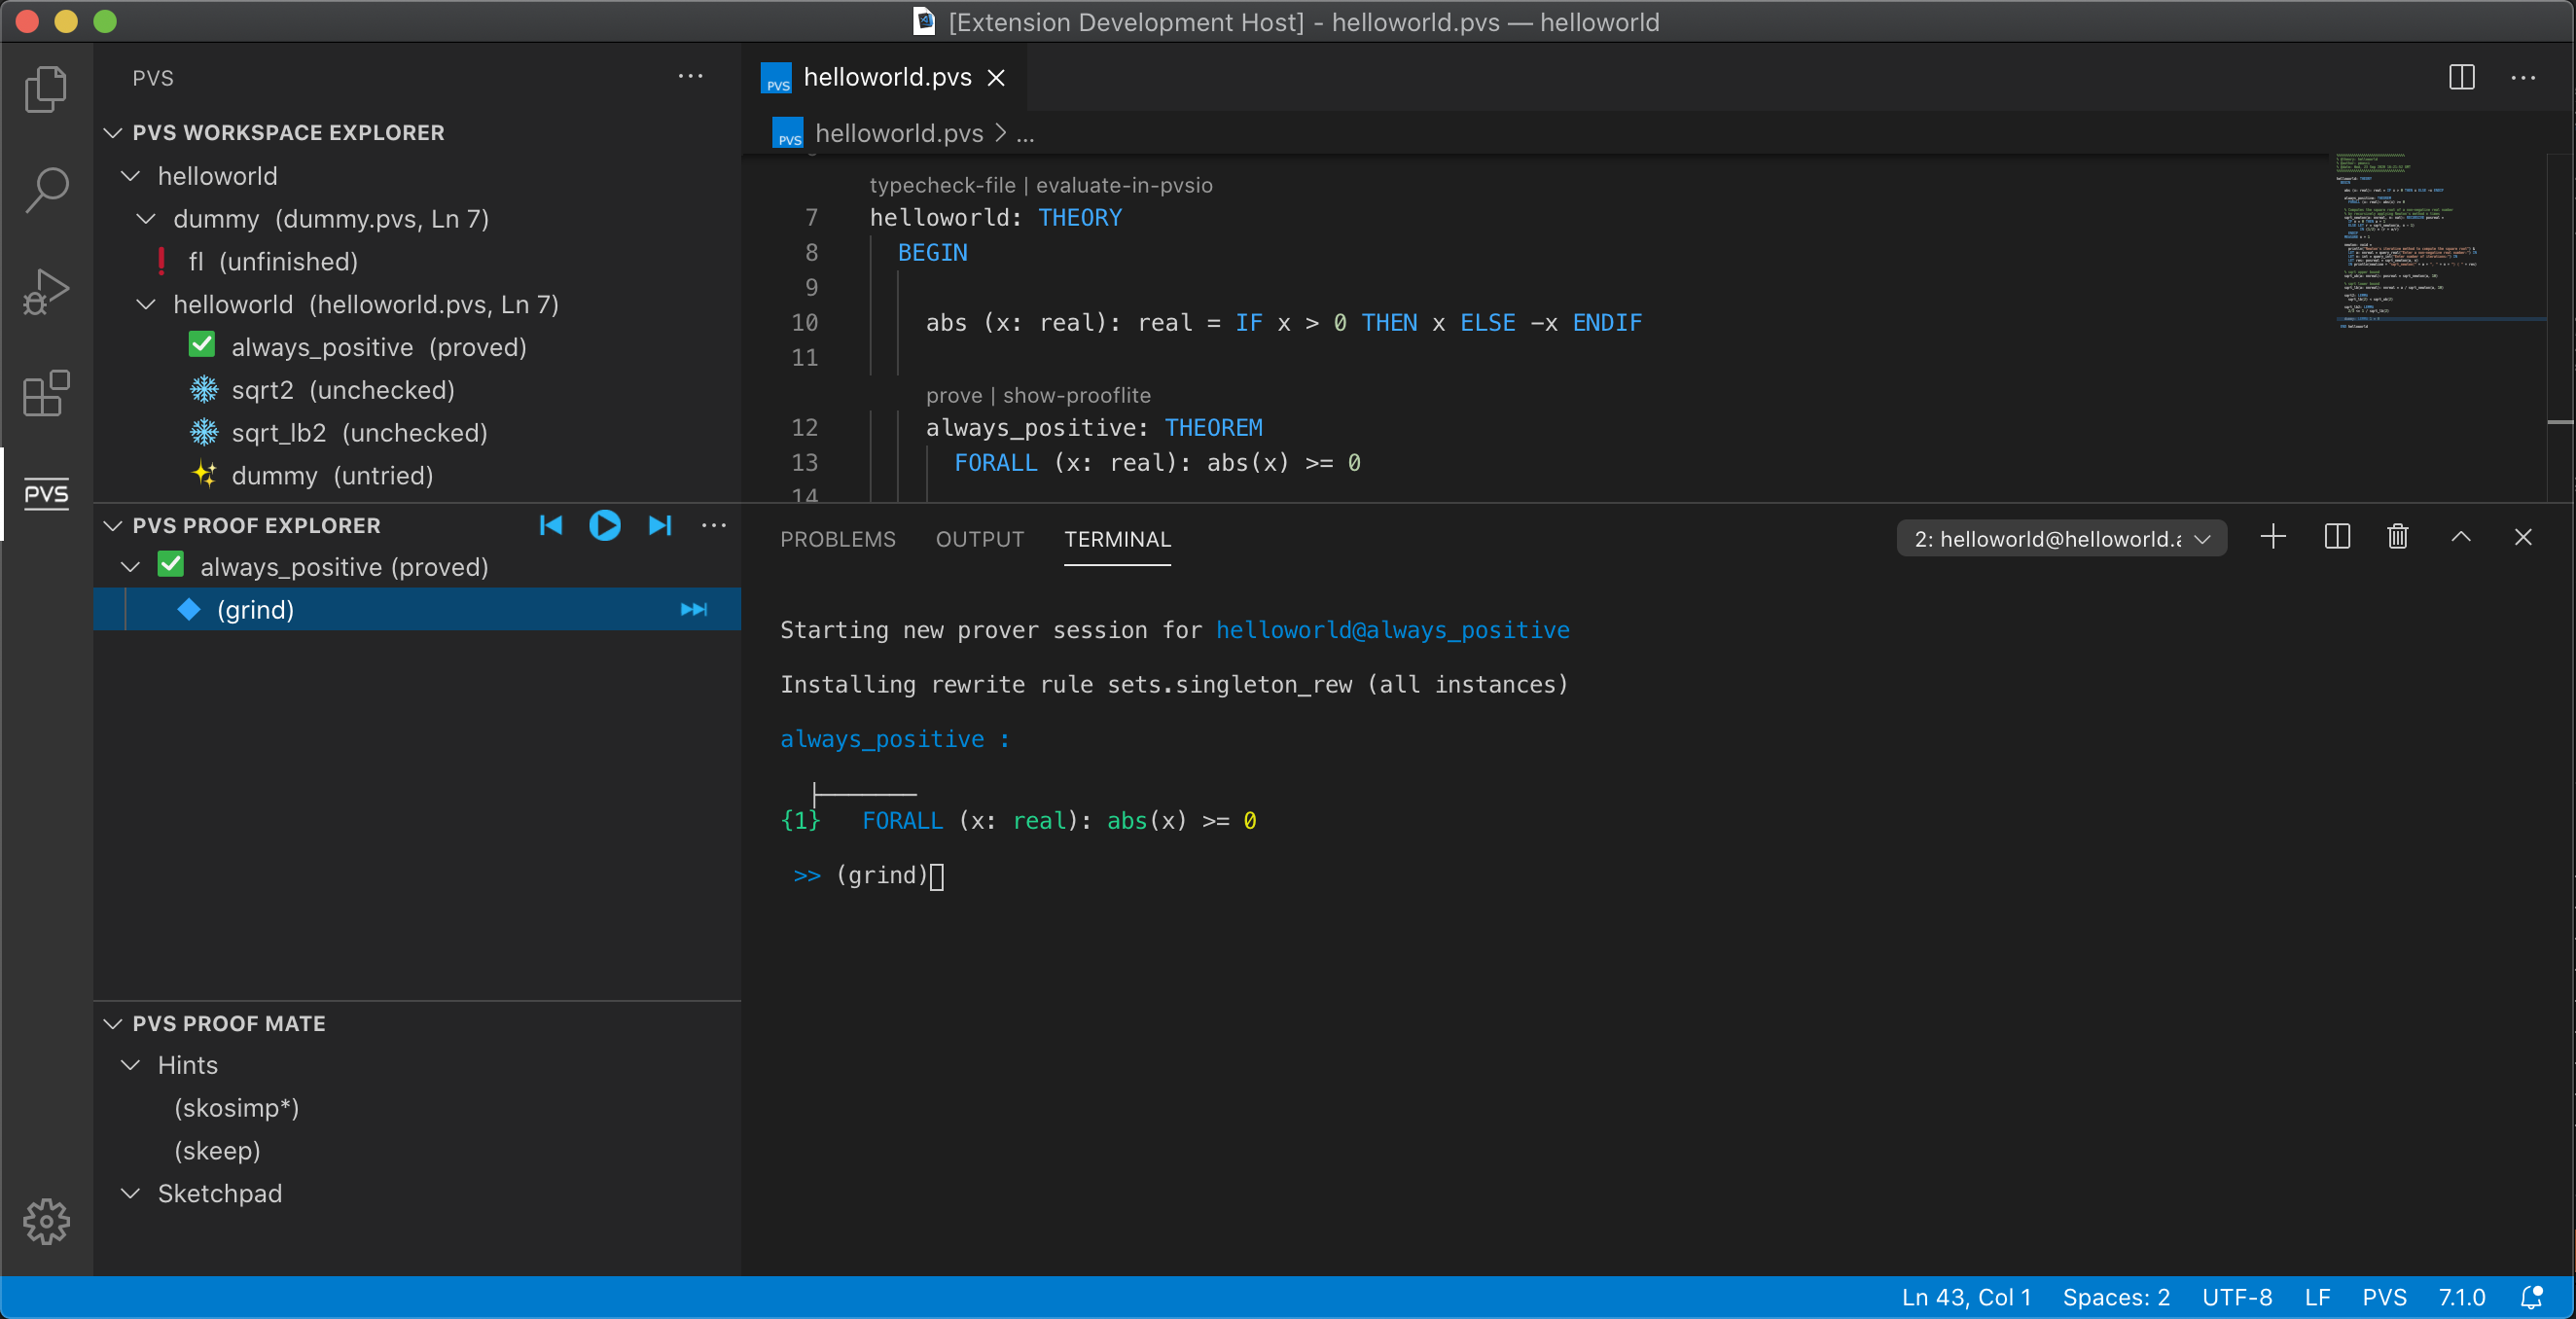 [Extension Development Host] - helloworld.pvs — helloworld
PVS
PVS WORKSPACE EXPLORER
helloworld
dummy (dummy.pvs, Ln 7)
fl (unfinished)
helloworld (helloworld.pvs, Ln 7)
always_positive (proved)
sqrt2 (unchecked)
sqrt_lb2 (unchecked)
dummy (untried)
PVS
PVS PROOF EXPLORER
always_positive (proved)
(grind)
PVS PROOF MATE
Hints
(skosimp*)
(skeep)
Sketchpad
PVS helloworld.pvs
PVS helloworld.pvs > ...
typecheck-file | evaluate-in-pvsio
7 helloworld: THEORY
8 BEGIN
9
10 abs (x: real): real = IF x > 0 THEN x ELSE -x ENDIF
11
prove | show-prooflite
12 always_positive: THEOREM
13 FORALL (x: real): abs(x) >= 0
14
PROBLEMS OUTPUT TERMINAL
2: helloworld@helloworld.
Starting new prover session for helloworld@always_positive
Installing rewrite rule sets.singleton_rew (all instances)
always_positive :
{1} FORALL (x: real): abs(x) >= 0
>> (grind)
Ln 43, Col 1 Spaces: 2 UTF-8 LF PVS 7.1.0